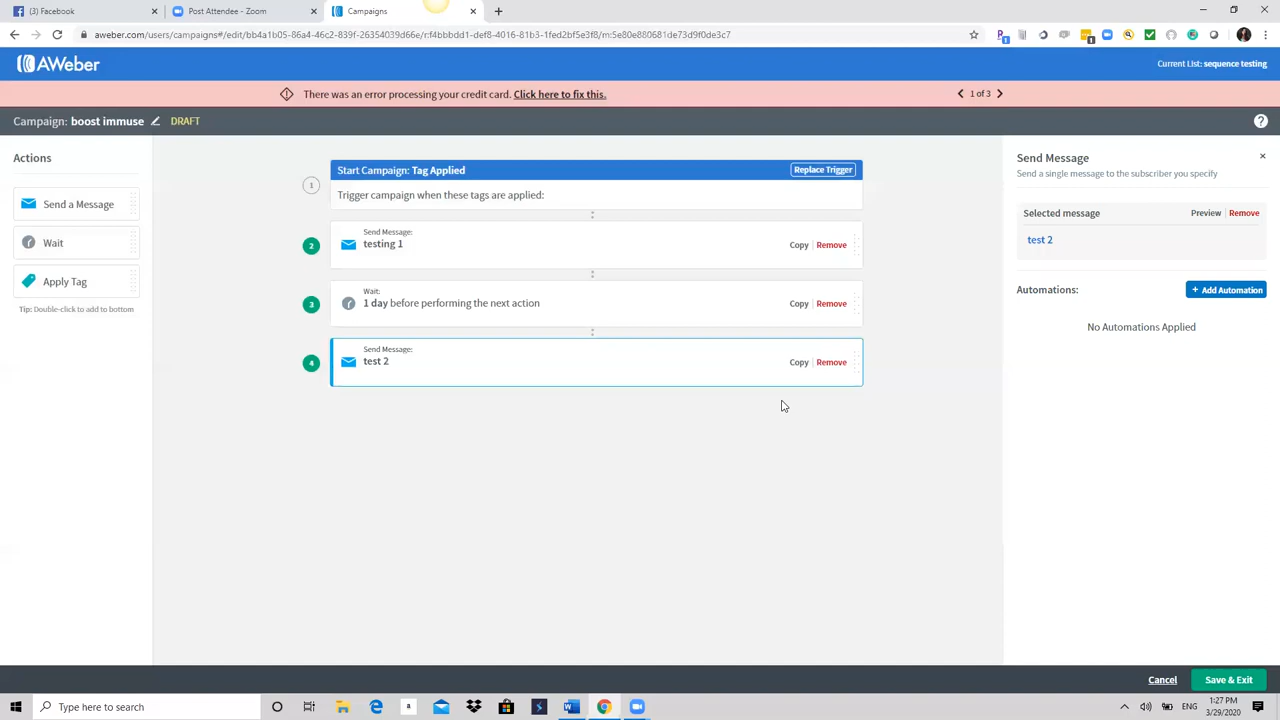 (3) Facebook
Post Attendee - Zoom
Campaigns
aweber.com/users/campaigns#/edit/bb4a1b05-86a4-46c2-839f-26354039d66e/r:f4bbbdd1-def8-4016-81b3-1fed2bf5e3f8/m:5e80e880681de73d9f0de3c7
AWeber
Current List: sequence testing
There was an error processing your credit card. Click here to fix this.
1 of 3
Campaign: boost immuse DRAFT
Actions
Send a Message
Wait
Apply Tag
Tip: Double-click to add to bottom
1
Start Campaign: Tag Applied
Replace Trigger
Trigger campaign when these tags are applied:
2
Send Message:
testing 1
Copy | Remove
3
Wait:
1 day before performing the next action
Copy | Remove
4
Send Message:
test 2
Copy | Remove
Send Message
Send a single message to the subscriber you specify
Selected message
Preview | Remove
test 2
Automations:
+ Add Automation
No Automations Applied
Cancel
Save & Exit
Type here to search
ENG
1:27 PM
3/29/2020